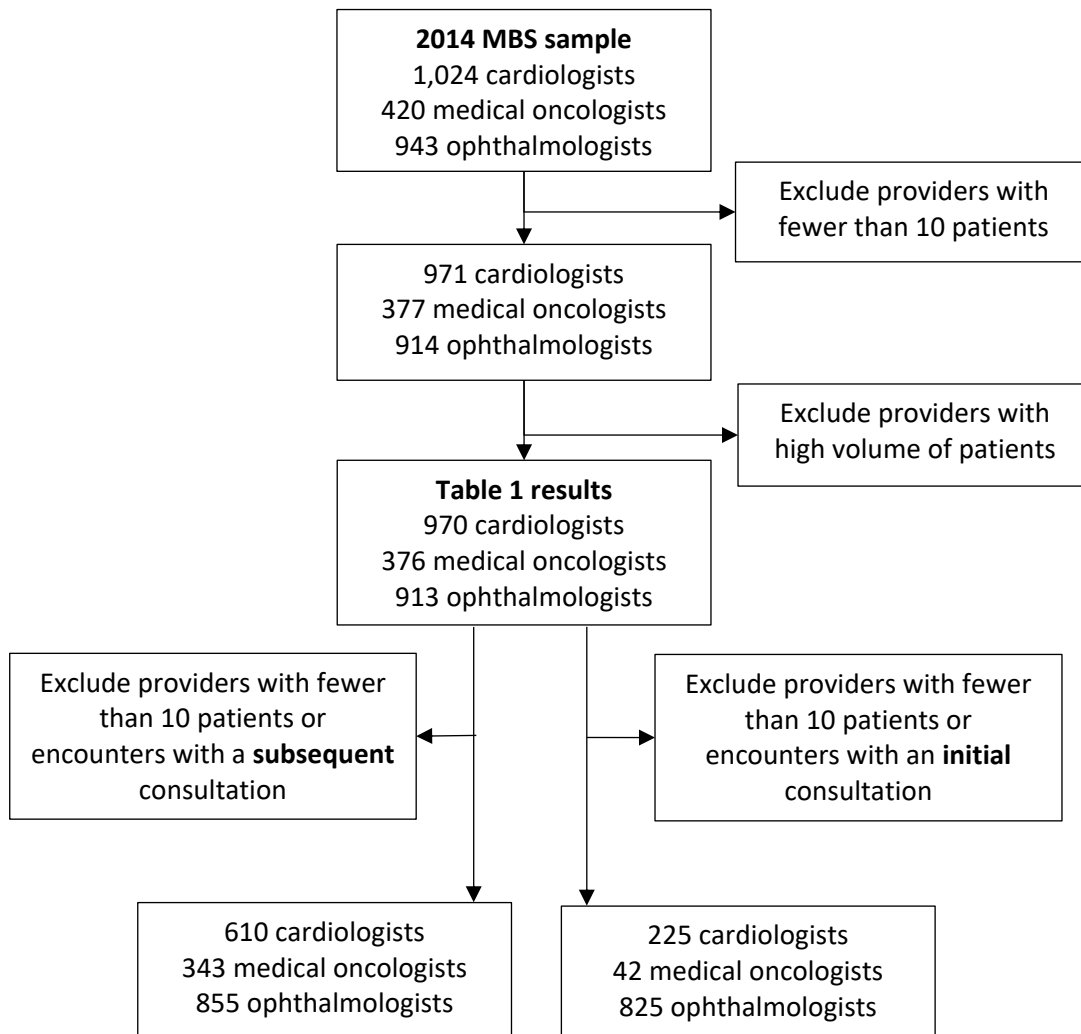 2014 MBS sample
1,024 cardiologists
420 medical oncologists
943 ophthalmologists
Exclude providers with
fewer than 10 patients
971 cardiologists
377 medical oncologists
914 ophthalmologists
Exclude providers with
high volume of patients
Table 1 results
970 cardiologists
376 medical oncologists
913 ophthalmologists
Exclude providers with fewer
than 10 patients or
encounters with a subsequent
consultation
Exclude providers with fewer
than 10 patients or
encounters with an initial
consultation
610 cardiologists
343 medical oncologists
855 ophthalmologists
225 cardiologists
42 medical oncologists
825 ophthalmologists